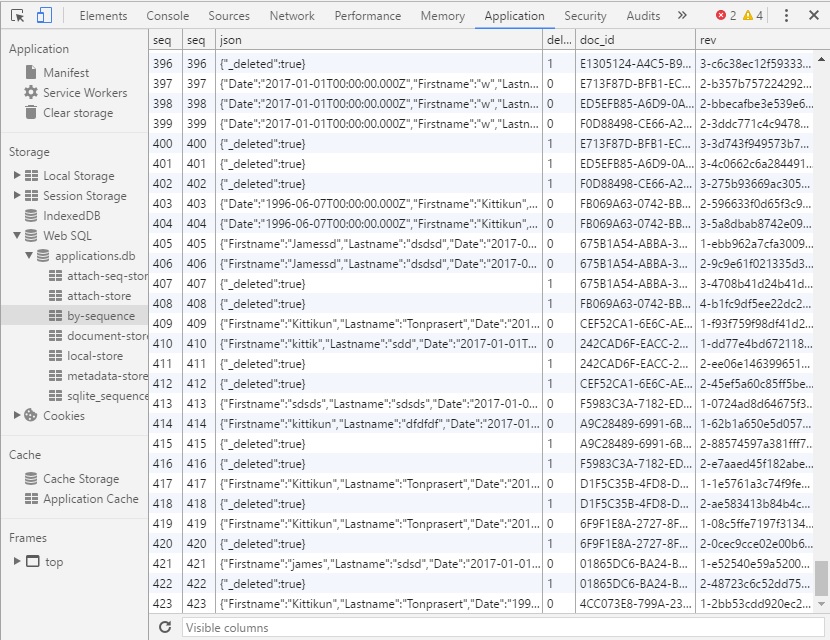 Elements Console Sources Network Performance Memory Application Security Audits » 2 4
Application
Manifest
Service Workers
Clear storage
Storage
Local Storage
Session Storage
IndexedDB
Web SQL
applications.db
attach-seq-stor
attach-store
by-sequence
document-stor
local-store
metadata-store
sqlite_sequence
Cookies
Cache
Cache Storage
Application Cache
Frames
top
seq seq json del... doc_id rev
396 396 {"_deleted":true} 1 E1305124-A4C5-B9... 3-c6c38ec12f59333...
397 397 {"Date":"2017-01-01T00:00:00.000Z","Firstname":"w","Lastn... 0 E713F87D-BFB1-EC... 2-b357b757224292...
398 398 {"Date":"2017-01-01T00:00:00.000Z","Firstname":"w","Lastn... 0 ED5EFB85-A6D9-0A... 2-bbecafbe3e539e6...
399 399 {"Date":"2017-01-01T00:00:00.000Z","Firstname":"w","Lastn... 0 F0D88498-CE66-A2... 2-3ddc771c4c9478...
400 400 {"_deleted":true} 1 E713F87D-BFB1-EC... 3-3d743f949573b7...
401 401 {"_deleted":true} 1 ED5EFB85-A6D9-0A... 3-4c0662c6a284491...
402 402 {"_deleted":true} 1 F0D88498-CE66-A2... 3-275b93669ac305...
403 403 {"Date":"1996-06-07T00:00:00.000Z","Firstname":"Kittikun",... 0 FB069A63-0742-BB... 2-596633f0d65f3c9...
404 404 {"Date":"1996-06-07T00:00:00.000Z","Firstname":"Kittikun",... 0 FB069A63-0742-BB... 3-5a8dbab8742e09...
405 405 {"Firstname":"Jamessd","Lastname":"dsdsd","Date":"2017-0... 0 675B1A54-ABBA-3... 1-ebb962a7cfa3009...
406 406 {"Firstname":"Jamessd","Lastname":"dsdsd","Date":"2017-0... 0 675B1A54-ABBA-3... 2-9c9e61f021335d3...
407 407 {"_deleted":true} 1 675B1A54-ABBA-3... 3-4708b41d24b41d...
408 408 {"_deleted":true} 1 FB069A63-0742-BB... 4-b1fc9df5ee22dc2...
409 409 {"Firstname":"Kittikun","Lastname":"Tonprasert","Date":"201... 0 CEF52CA1-6E6C-AE... 1-f93f759f98df41d2...
410 410 {"Firstname":"kittik","Lastname":"sdd","Date":"2017-01-01T... 0 242CAD6F-EACC-2... 1-dd77e4bd672118...
411 411 {"_deleted":true} 1 242CAD6F-EACC-2... 2-ee06e146399651...
412 412 {"_deleted":true} 1 CEF52CA1-6E6C-AE... 2-45ef5a60c85ff5be...
413 413 {"Firstname":"sdsds","Lastname":"sdsds","Date":"2017-01-0... 0 F5983C3A-7182-ED... 1-0724ad8d64675f3...
414 414 {"Firstname":"kittikun","Lastname":"dfdfdf","Date":"2017-01-... 0 A9C28489-6991-6B... 1-62b1a650e5d057...
415 415 {"_deleted":true} 1 A9C28489-6991-6B... 2-88574597a381fff7...
416 416 {"_deleted":true} 1 F5983C3A-7182-ED... 2-e7aaed45f182abe...
417 417 {"Firstname":"Kittikun","Lastname":"Tonprasert","Date":"201... 0 D1F5C35B-4FD8-D... 1-1e5761a3c74f9fe...
418 418 {"_deleted":true} 1 D1F5C35B-4FD8-D... 2-ae583413b84b4c...
419 419 {"Firstname":"Kittikun","Lastname":"Tonprasert","Date":"201... 0 6F9F1E8A-2727-8F... 1-08c5ffe7197f3134...
420 420 {"_deleted":true} 1 6F9F1E8A-2727-8F... 2-0cec9cce02e00b6...
421 421 {"Firstname":"james","Lastname":"sdsd","Date":"2017-01-01... 0 01865DC6-BA24-B... 1-e52540e59a5200...
422 422 {"_deleted":true} 1 01865DC6-BA24-B... 2-48723c6c52dd75...
423 423 {"Firstname":"Kittikun","Lastname":"Tonprasert","Date":"199... 0 4CC073E8-799A-23... 1-2bb53cdd920ec2...
Visible columns